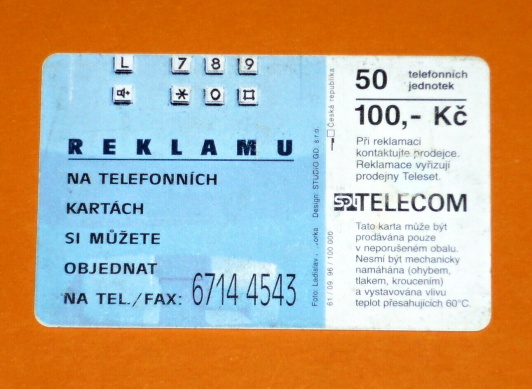 L 7 8 9
* 0
REKLAMU
NA TELEFONNÍCH
KARTÁCH
SI MŮŽETE
OBJEDNAT
NA TEL./FAX: 6714 4543
Foto: Ladislav Design: STUDIO GD, s.r.o.
61 / 09. 96 / 100 000
Česká republika
50 telefonních
jednotek
100,- Kč
Při reklamaci
kontaktujte prodejce.
Reklamace vyřizují
prodejny Teleset.
SPT TELECOM
Tato karta může být
prodávána pouze
v neporušeném obalu.
Nesmí být mechanicky
namáhána (ohybem,
tlakem, kroucením)
a vystavována vlivu
teplot přesahujících 60°C.